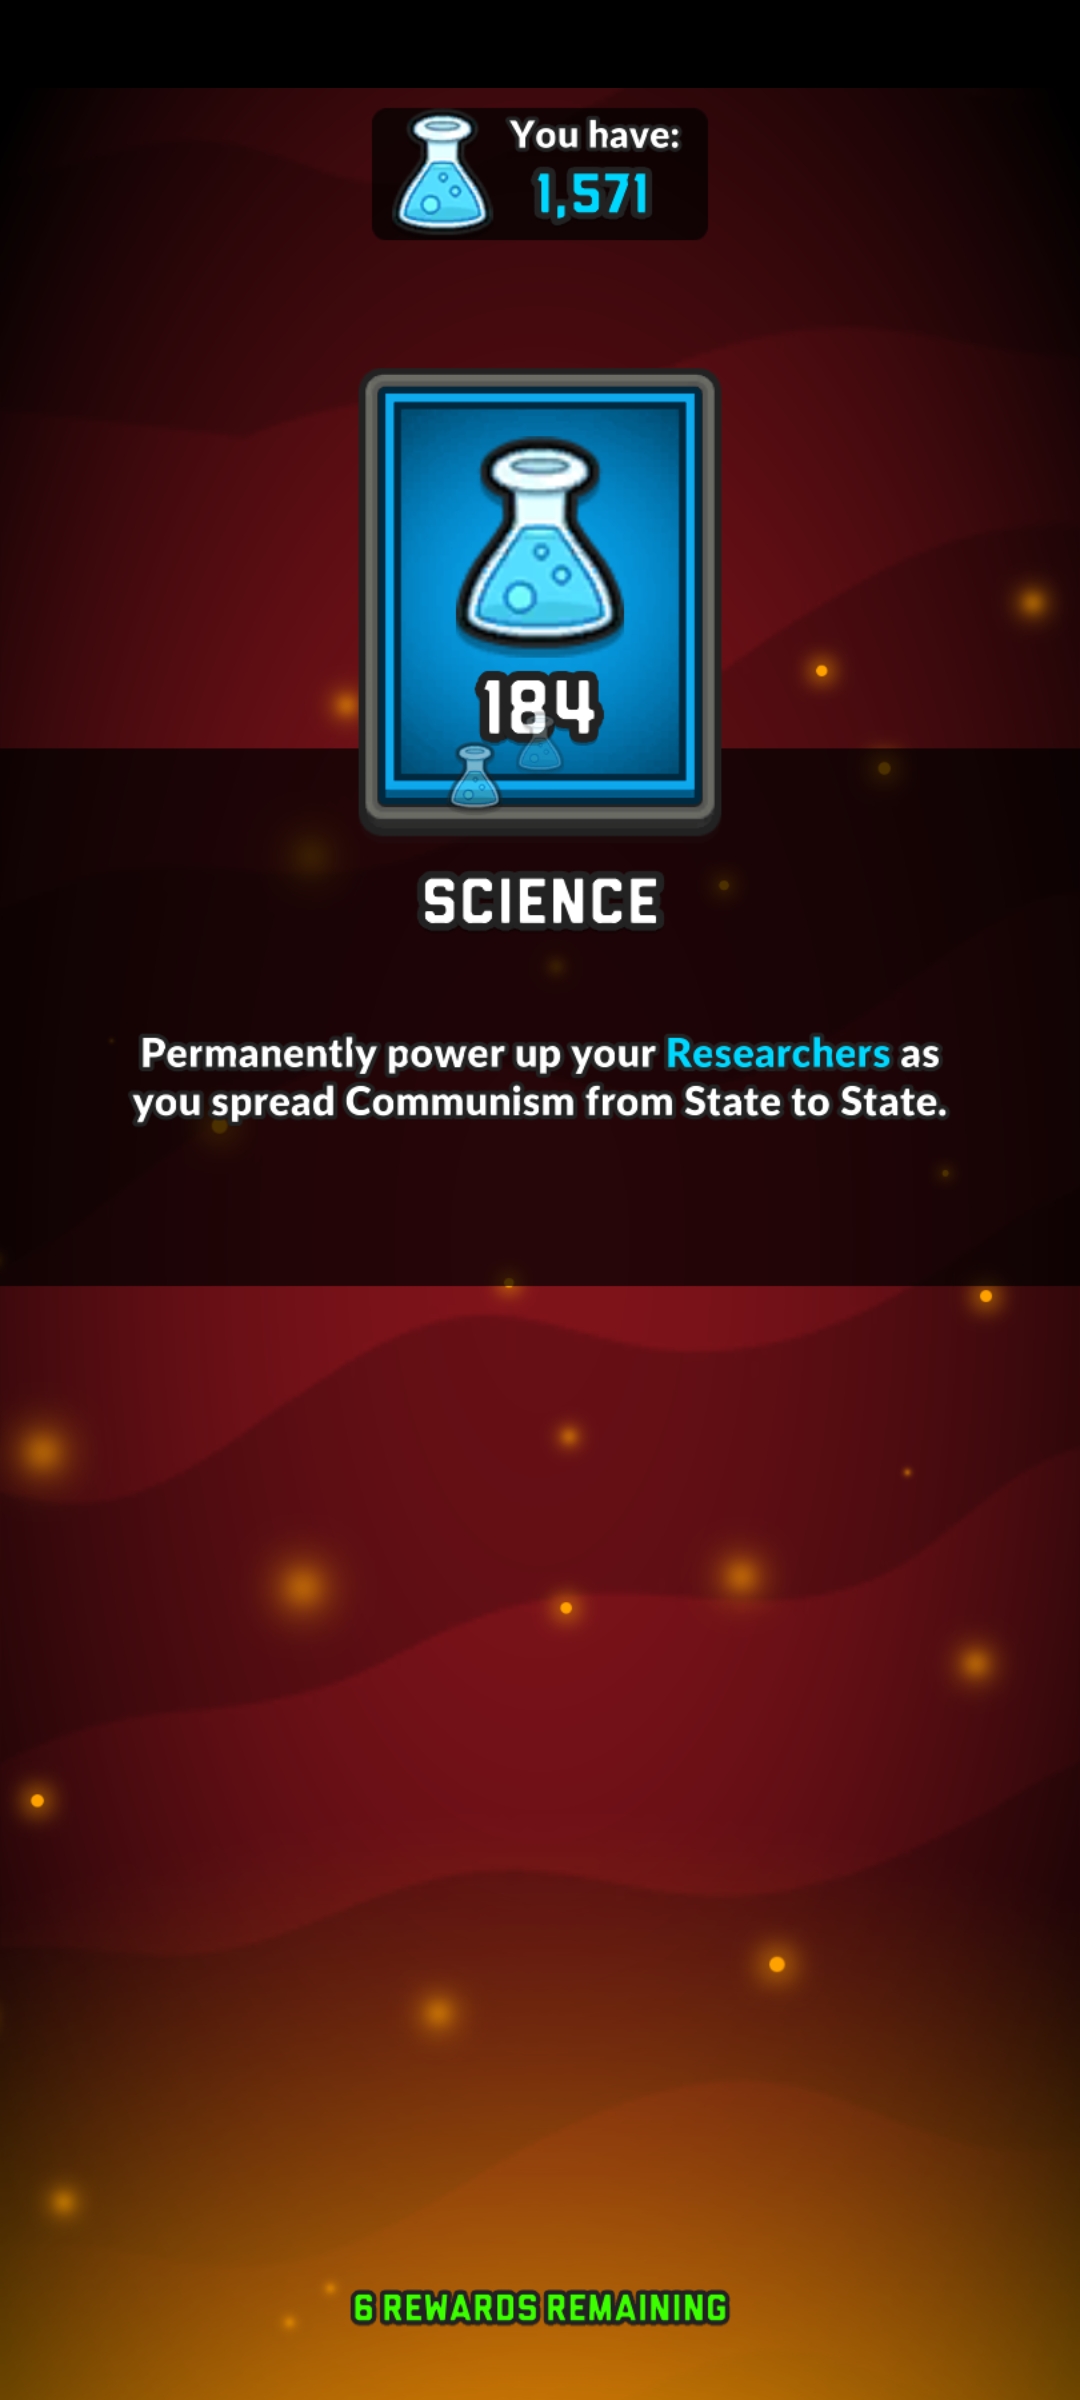 You have:
1,571
184
SCIENCE
Permanently power up your Researchers as
you spread Communism from State to State.
6 REWARDS REMAINING